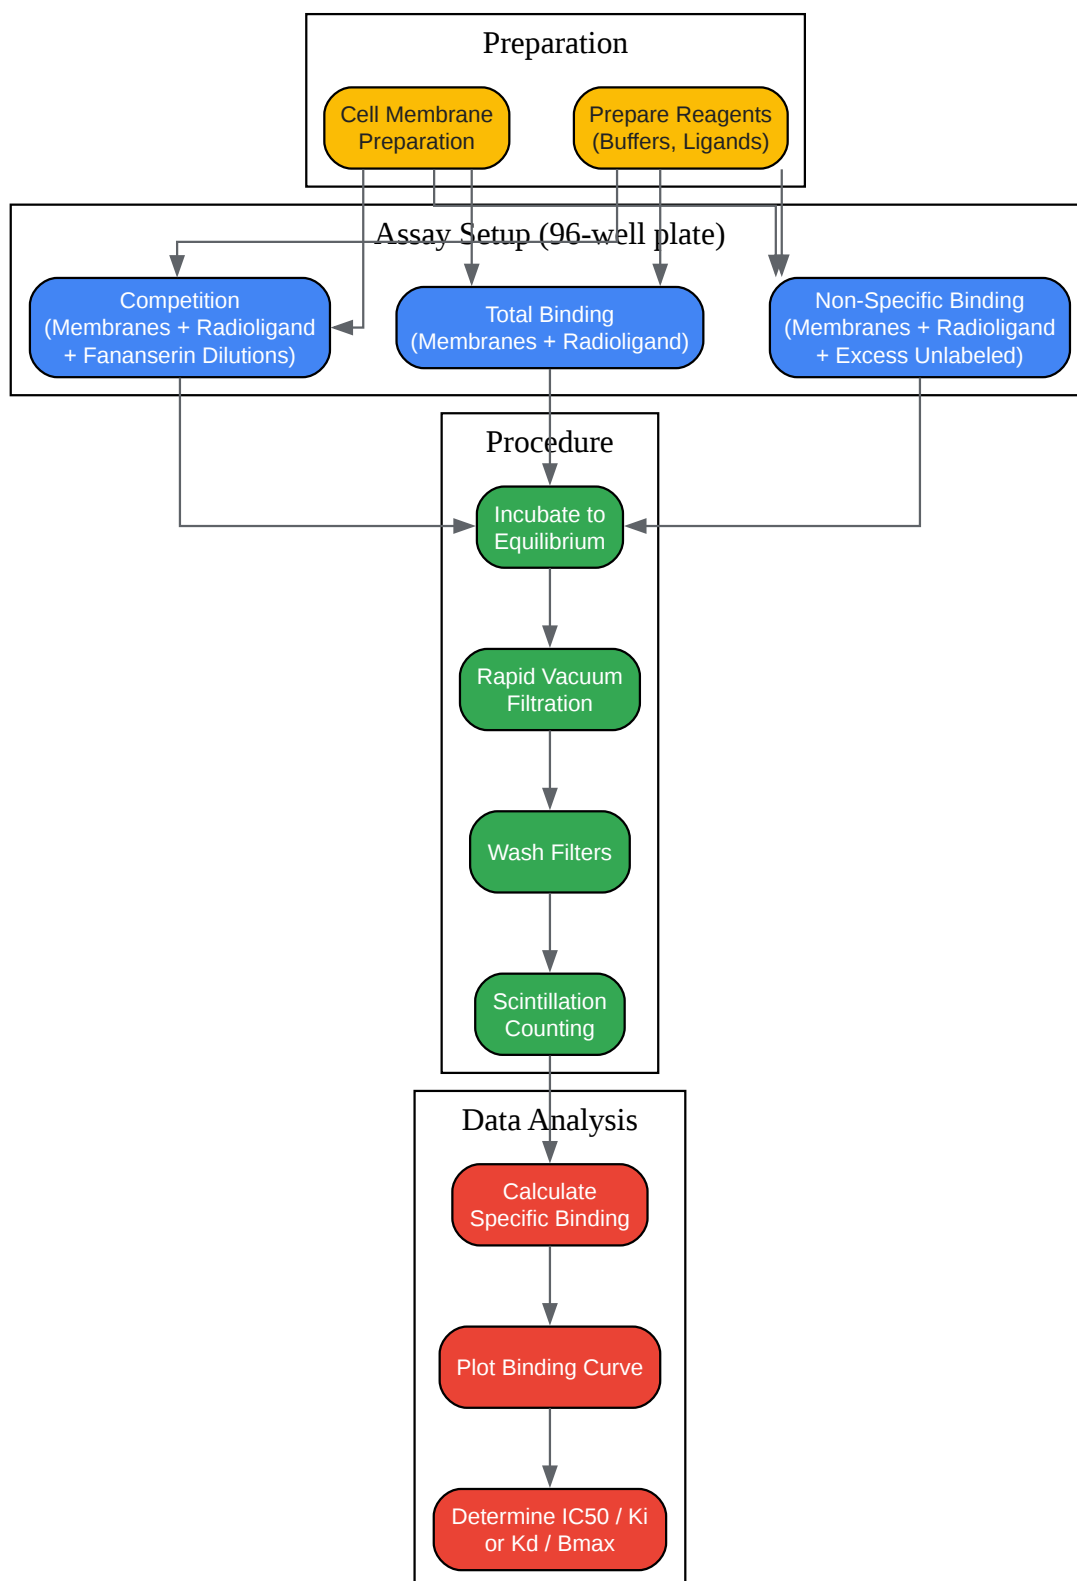 Preparation
Cell Membrane
Preparation
Prepare Reagents
(Buffers, Ligands)
Assay Setup (96-well plate)
Competition
(Membranes + Radioligand
+ Fananserin Dilutions)
Total Binding
(Membranes + Radioligand)
Non-Specific Binding
(Membranes + Radioligand
+ Excess Unlabeled)
Procedure
Incubate to
Equilibrium
Rapid Vacuum
Filtration
Wash Filters
Scintillation
Counting
Data Analysis
Calculate
Specific Binding
Plot Binding Curve
Determine IC50 / Ki
or Kd / Bmax